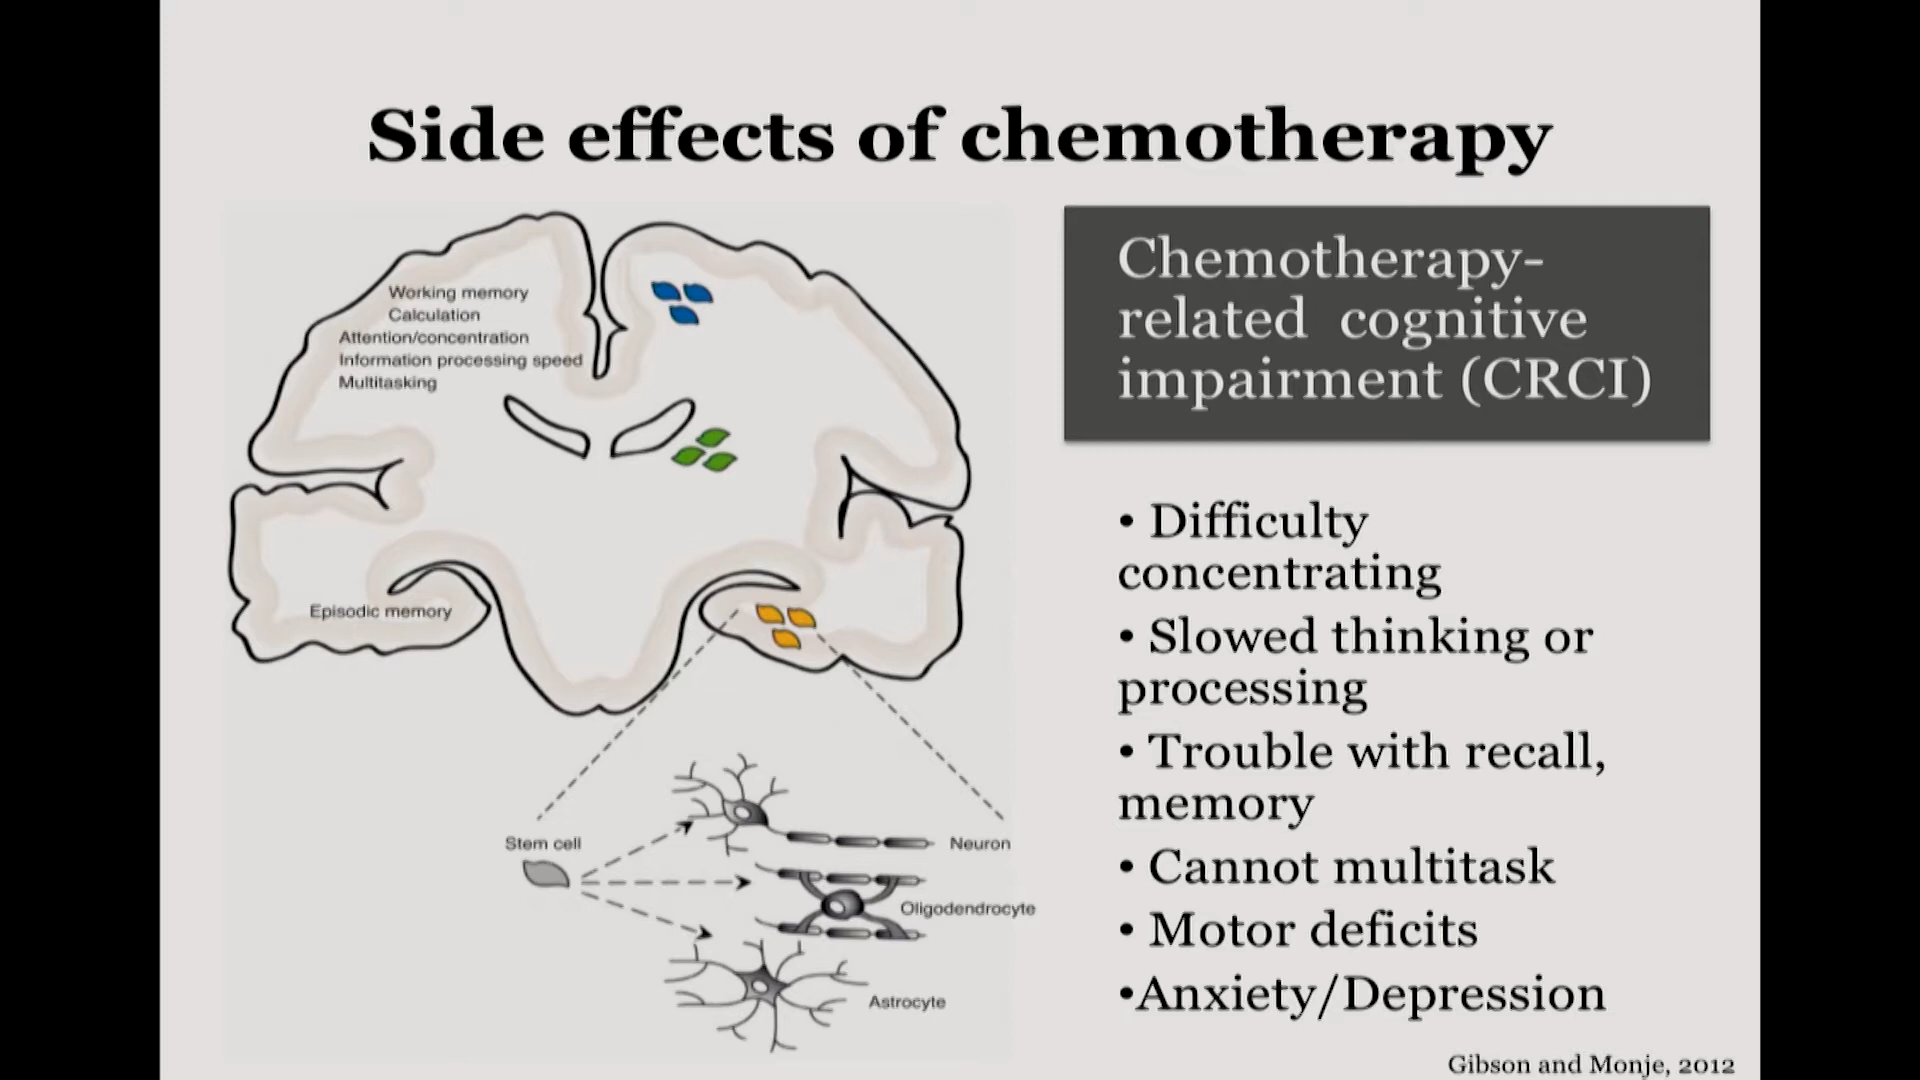 Side effects of chemotherapy
Working memory
Calculation
Attention/concentration
Information processing speed
Multitasking
Episodic memory
Stem cell
Neuron
Oligodendrocyte
Astrocyte
Chemotherapy-
related cognitive
impairment (CRCI)
• Difficulty
concentrating
• Slowed thinking or
processing
• Trouble with recall,
memory
• Cannot multitask
• Motor deficits
•Anxiety/Depression
Gibson and Monje, 2012